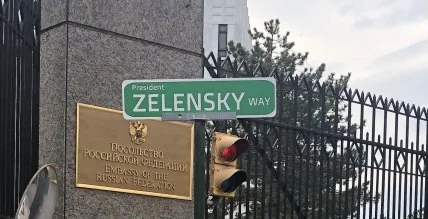 President
ZELENSKY WAY
Посольство
Российской Федерации
Embassy of the
Russian Federation